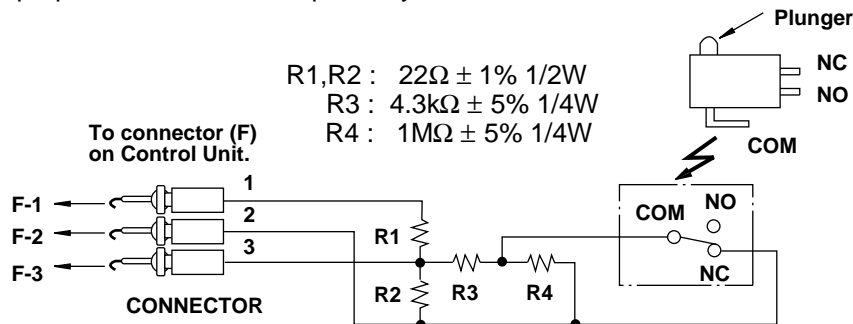 Plunger
R1,R2 : 22Ω ± 1% 1/2W
NC
R3 : 4.3kΩ ± 5% 1/4W
NO
R4 : 1MΩ ± 5% 1/4W
To connector (F)
on Control Unit.
COM
1
F-1
NO
2
COM
F-2
R1
3
F-3
NC
R2
R3
R4
CONNECTOR